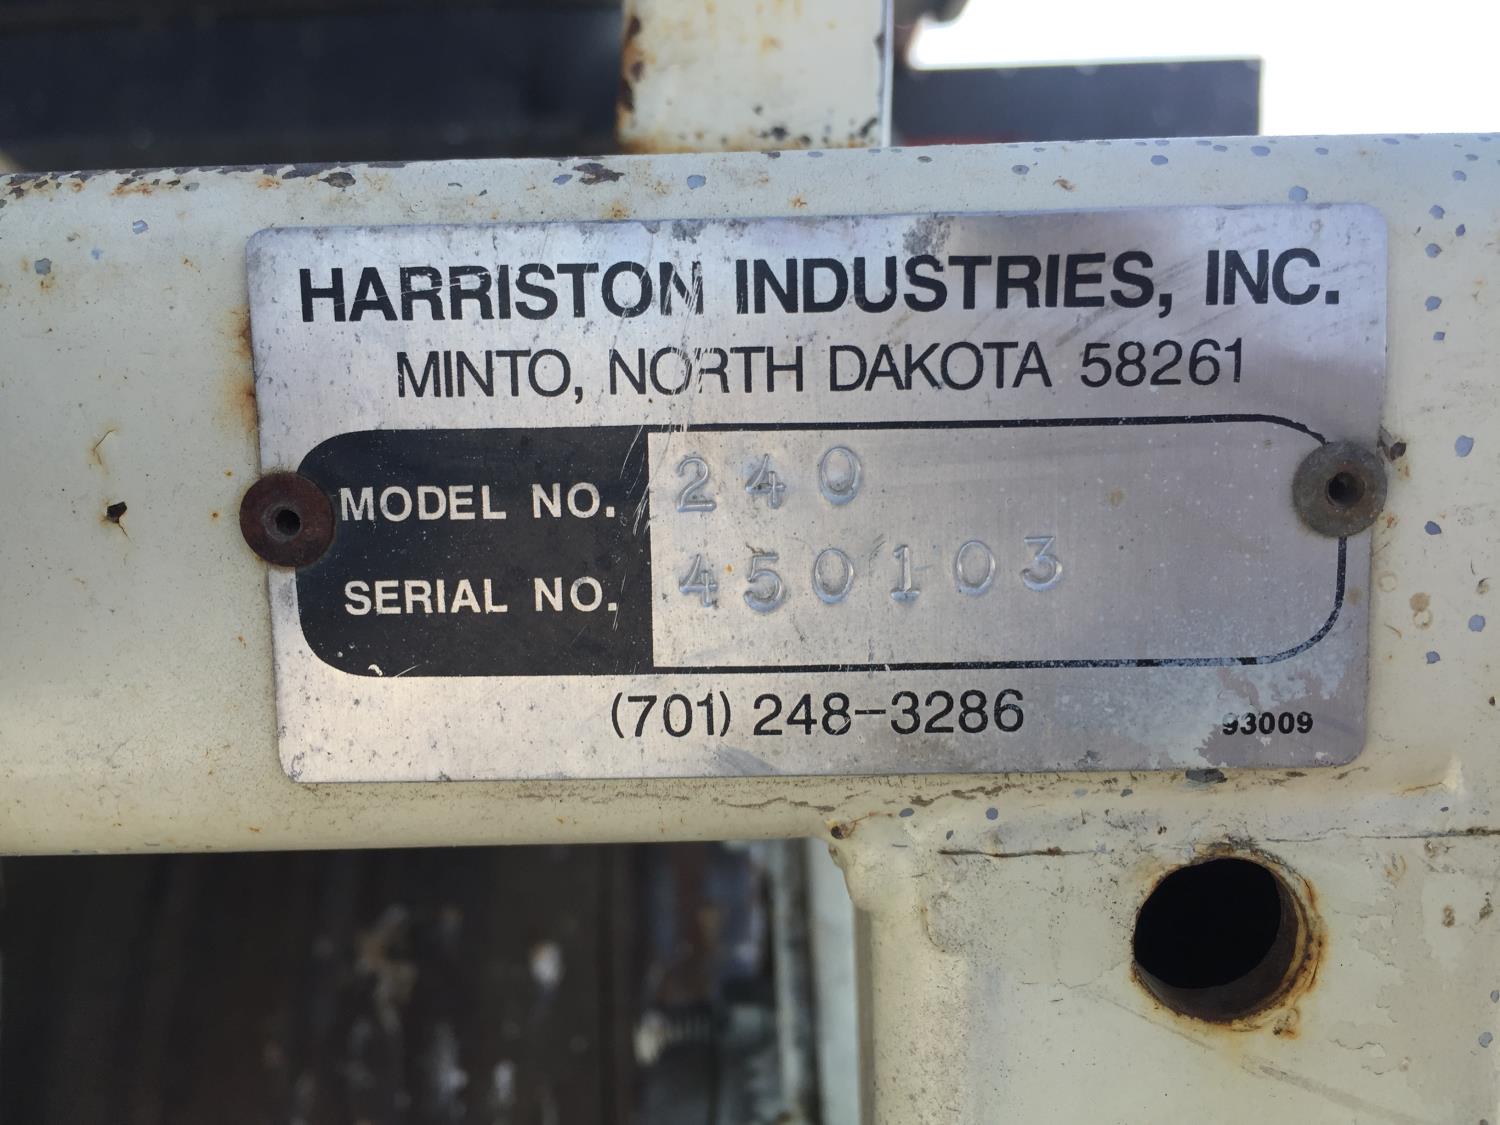 HARRISTON INDUSTRIES, INC.
MINTO, NORTH DAKOTA 58261
MODEL NO. 240
SERIAL NO. 450103
(701) 248-3286
93009